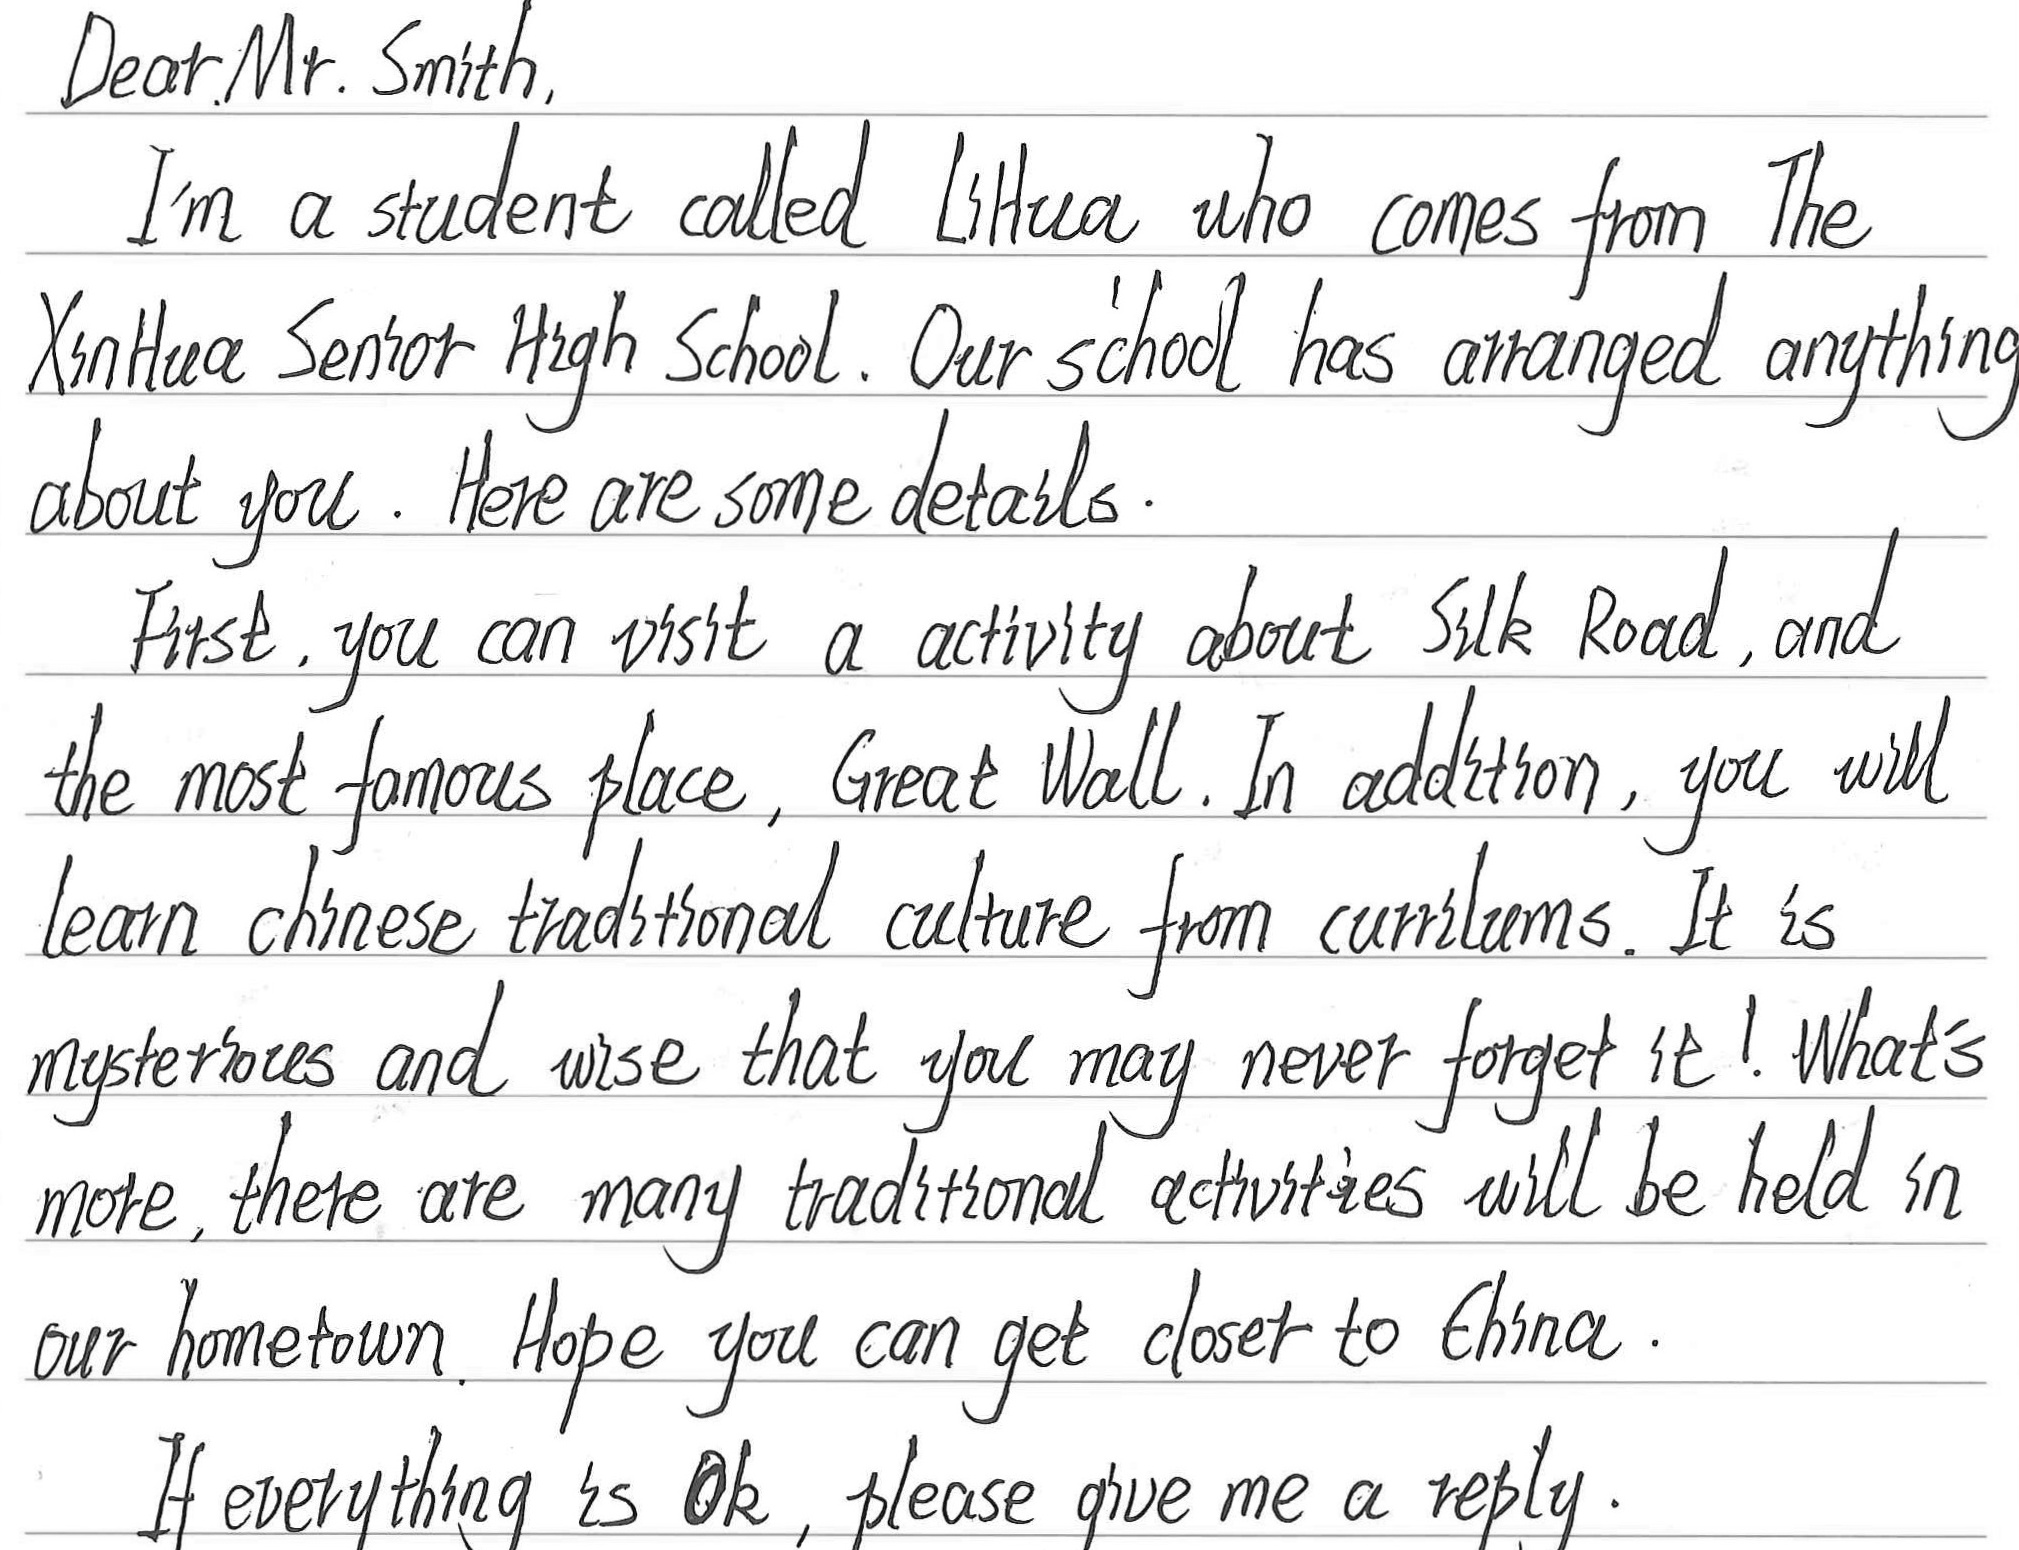 Dear Mr. Smith,
I'm a student called LiHua who comes from The
XinHua Senior High School. Our school has arranged anything
about you. Here are some details.
First, you can visit a activity about Silk Road, and
the most famous place, Great Wall. In addition, you will
learn chinese traditional culture from currilums. It is
mysterious and wise that you may never forget it! What's
more, there are many traditional activities will be held in
our hometown. Hope you can get closer to China.
If everything is Ok, please give me a reply.